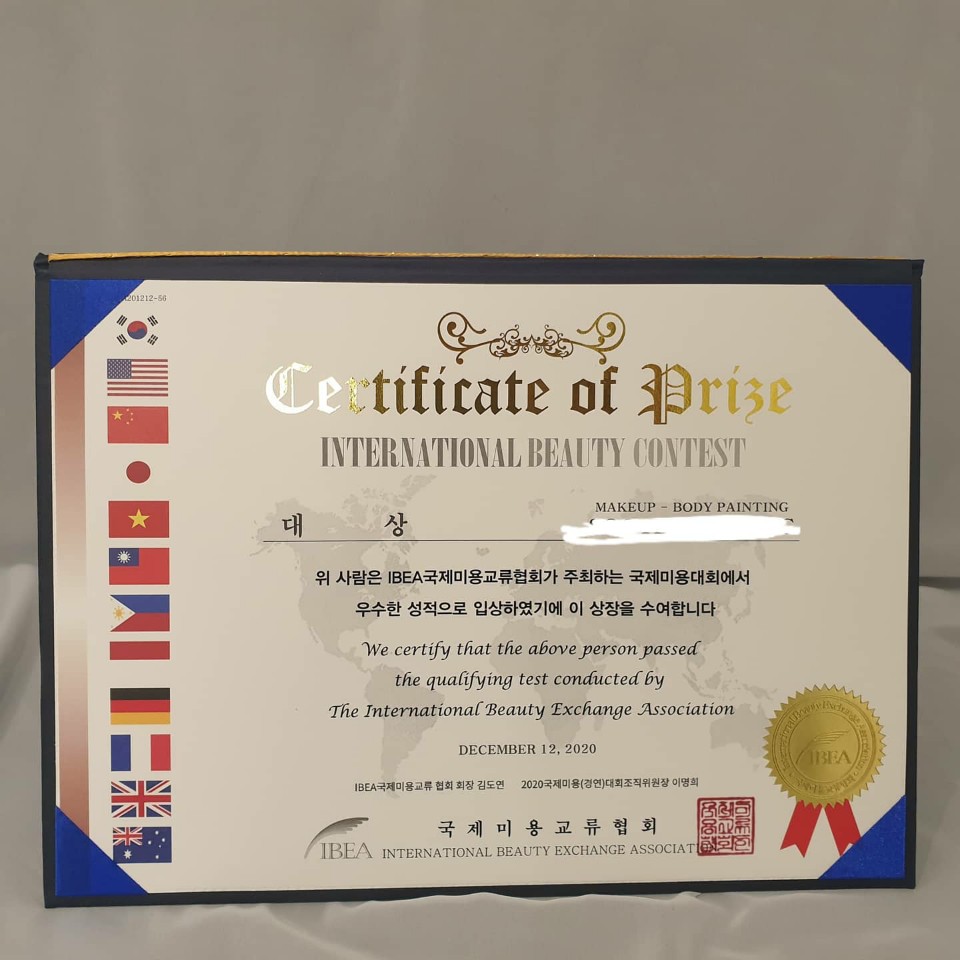 201212-56
Certificate of Prize
INTERNATIONAL BEAUTY CONTEST
MAKEUP - BODY PAINTING
대 상
위 사람은 IBEA국제미용교류협회가 주최하는 국제미용대회에서
우수한 성적으로 입상하였기에 이 상장을 수여합니다
We certify that the above person passed
the qualifying test conducted by
The International Beauty Exchange Association
DECEMBER 12, 2020
IBEA국제미용교류 협회 회장 김도연 2020국제미용(경연)대회조직위원장 이명희
국제미용교류협회
IBEA INTERNATIONAL BEAUTY EXCHANGE ASSOCIATION
International Beauty Exchange Association
IBEA